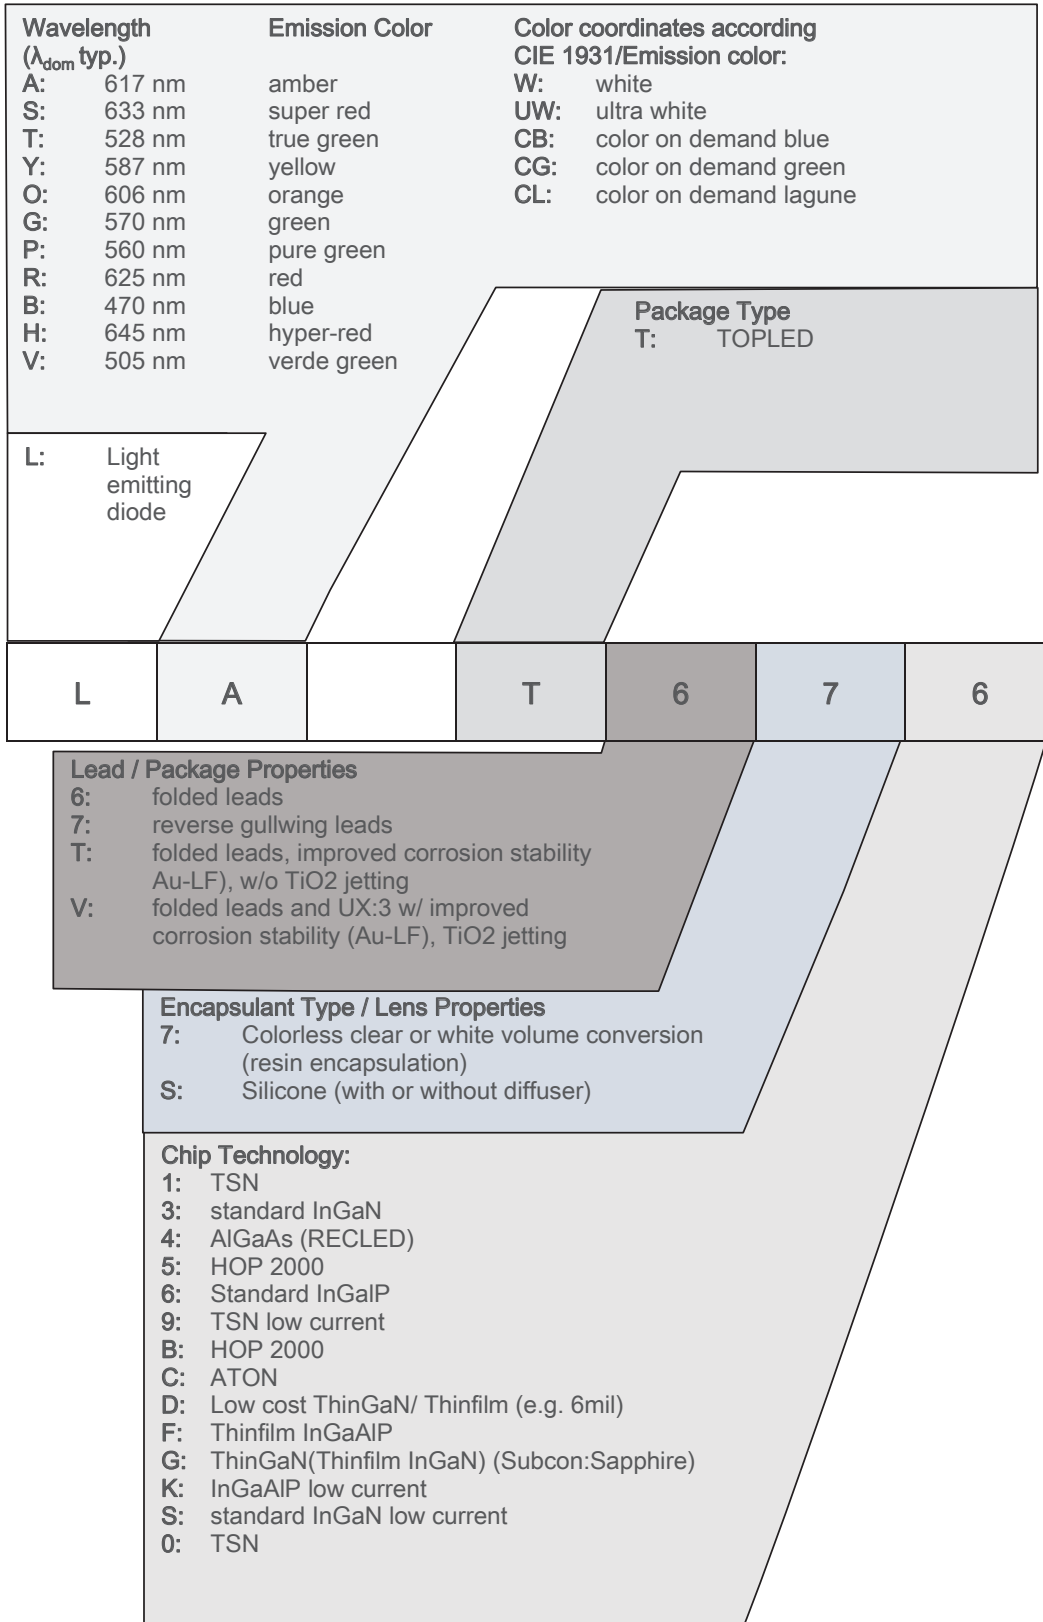 Wavelength Emission Color Color coordinates according
(λdom typ.) CIE 1931/Emission color:
A: 617 nm amber W: white
S: 633 nm super red UW: ultra white
T: 528 nm true green CB: color on demand blue
Y: 587 nm yellow CG: color on demand green
O: 606 nm orange CL: color on demand lagune
G: 570 nm green
P: 560 nm pure green
R: 625 nm red
B: 470 nm blue
H: 645 nm hyper-red
V: 505 nm verde green
Package Type
T: TOPLED
L: Light
emitting
diode
L A T 6 7 6
Lead / Package Properties
6: folded leads
7: reverse gullwing leads
T: folded leads, improved corrosion stability
Au-LF), w/o TiO2 jetting
V: folded leads and UX:3 w/ improved
corrosion stability (Au-LF), TiO2 jetting
Encapsulant Type / Lens Properties
7: Colorless clear or white volume conversion
(resin encapsulation)
S: Silicone (with or without diffuser)
Chip Technology:
1: TSN
3: standard InGaN
4: AlGaAs (RECLED)
5: HOP 2000
6: Standard InGalP
9: TSN low current
B: HOP 2000
C: ATON
D: Low cost ThinGaN/ Thinfilm (e.g. 6mil)
F: Thinfilm InGaAlP
G: ThinGaN(Thinfilm InGaN) (Subcon:Sapphire)
K: InGaAlP low current
S: standard InGaN low current
0: TSN